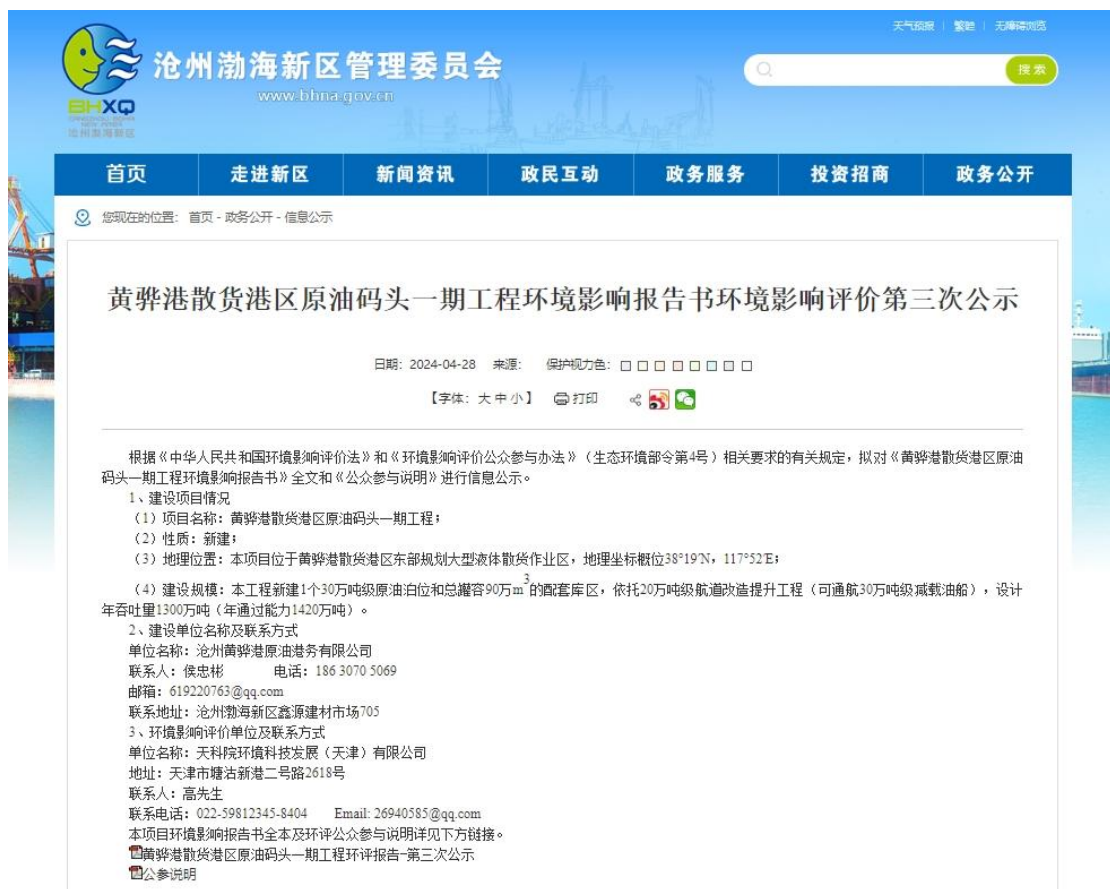 天气预报 | 繁體 | 无障碍浏览
沧州渤海新区管理委员会
www.bhna.gov.cn
搜索
BHXQ
沧州渤海新区
首页 走进新区 新闻资讯 政民互动 政务服务 投资招商 政务公开
您现在的位置： 首页 - 政务公开 - 信息公示
黄骅港散货港区原油码头一期工程环境影响报告书环境影响评价第三次公示
日期：2024-04-28 来源： 保护视力色：
【字体：大 中 小】 打印
根据《中华人民共和国环境影响评价法》和《环境影响评价公众参与办法》（生态环境部令第4号）相关要求的有关规定，拟对《黄骅港散货港区原油
码头一期工程环境影响报告书》全文和《公众参与说明》进行信息公示。
1、建设项目情况
（1）项目名称：黄骅港散货港区原油码头一期工程；
（2）性质：新建；
（3）地理位置：本项目位于黄骅港散货港区东部规划大型液体散货作业区，地理坐标概位38°19'N，117°52'E；
（4）建设规模：本工程新建1个30万吨级原油泊位和总罐容90万m³的配套库区，依托20万吨级航道改造提升工程（可通航30万吨级减载油船），设计
年吞吐量1300万吨（年通过能力1420万吨）。
2、建设单位名称及联系方式
单位名称：沧州黄骅港原油港务有限公司
联系人：侯忠彬 电话：186 3070 5069
邮箱：619220763@qq.com
联系地址：沧州渤海新区鑫源建材市场705
3、环境影响评价单位及联系方式
单位名称：天科院环境科技发展（天津）有限公司
地址：天津市塘沽新港二号路2618号
联系人：高先生
联系电话：022-59812345-8404 Email: 26940585@qq.com
本项目环境影响报告书全本及环评公众参与说明详见下方链接。
黄骅港散货港区原油码头一期工程环评报告-第三次公示
公参说明